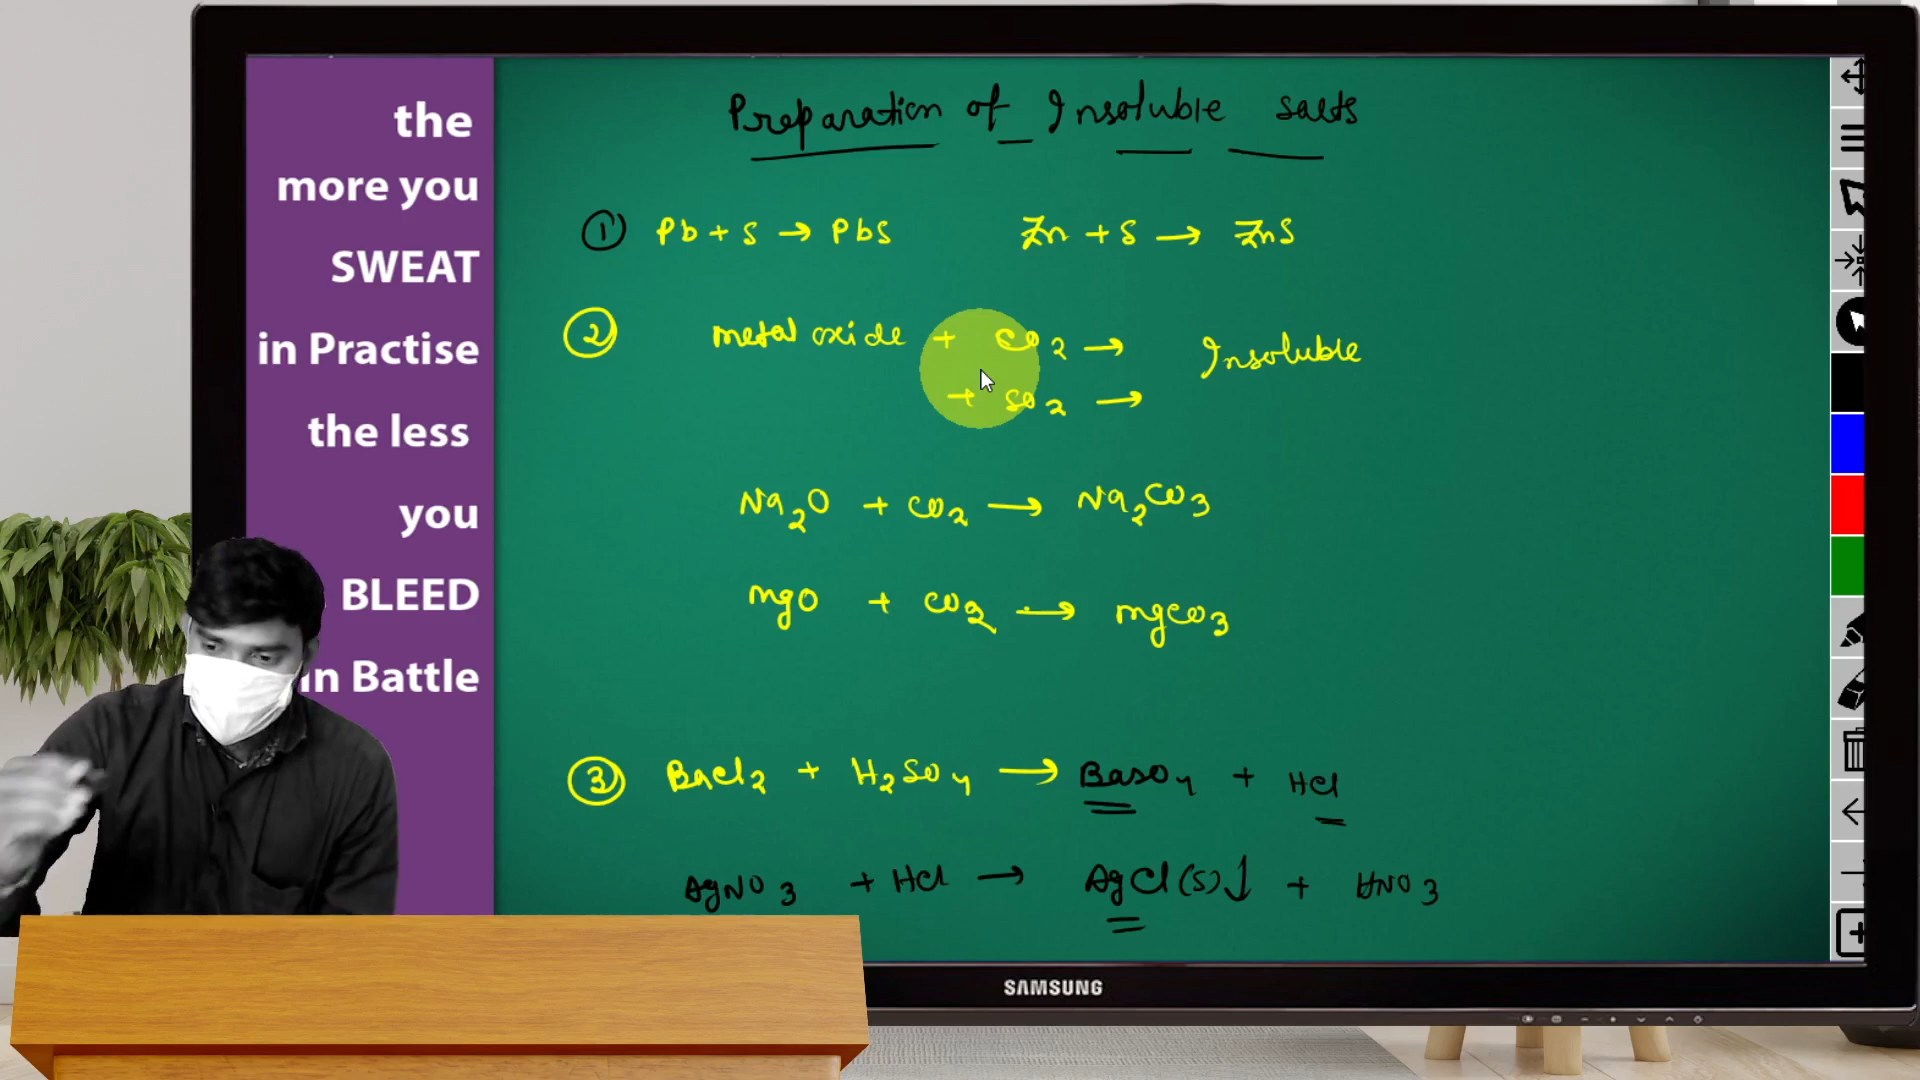 the
more you
SWEAT
in Practise
the less
you
BLEED
in Battle
Preparation of Insoluble salts
① Pb + S → PbS Zn + S → ZnS
② metal oxide + CO2 → Insoluble
+ SO2 →
Na2O + CO2 → Na2CO3
MgO + CO2 → MgCO3
③ BaCl2 + H2SO4 → BaSO4 + HCl
AgNO3 + HCl → AgCl(s)↓ + HNO3
SAMSUNG